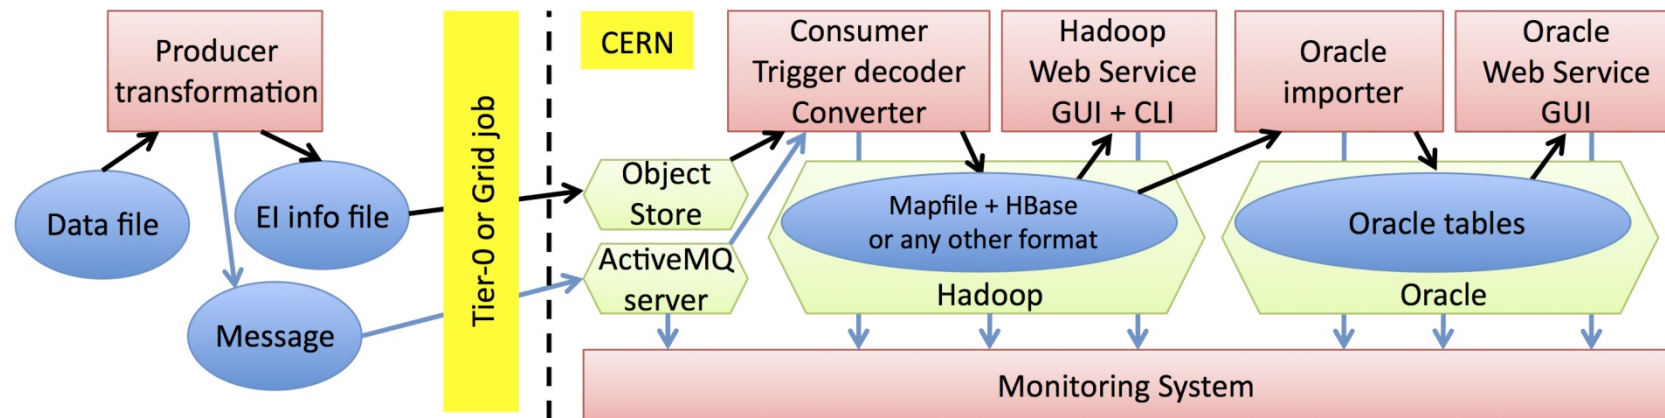 Producer
transformation
Data file
EI info file
Message
Tier-0 or Grid job
CERN
Object
Store
ActiveMQ
server
Consumer
Trigger decoder
Converter
Hadoop
Web Service
GUI + CLI
Mapfile + HBase
or any other format
Hadoop
Oracle
importer
Oracle
Web Service
GUI
Oracle tables
Oracle
Monitoring System